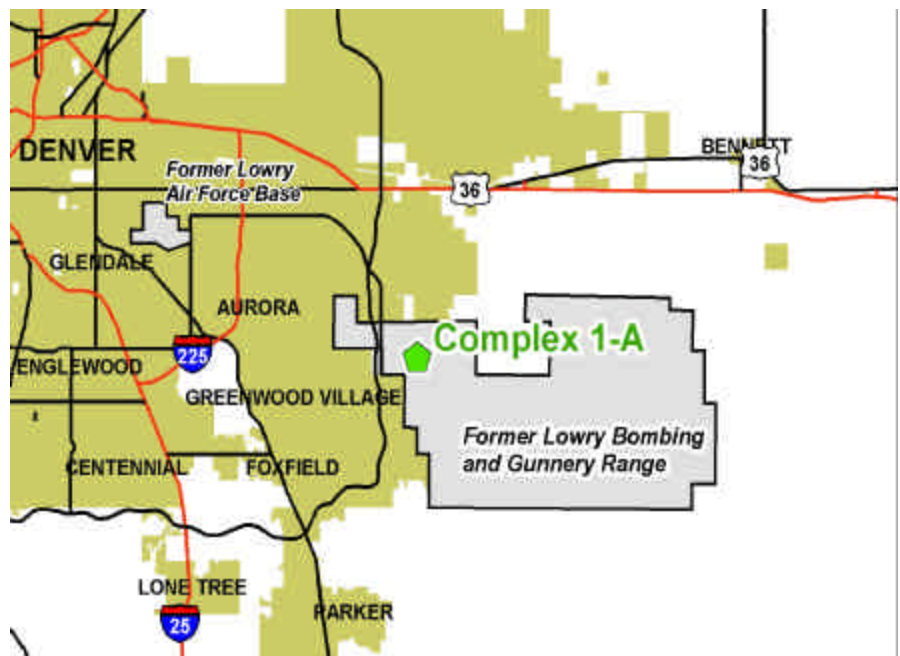 DENVER
BENNETT
36
Former Lowry
Air Force Base
36
GLENDALE
AURORA
Complex 1-A
225
ENGLEWOOD
GREENWOOD VILLAGE
Former Lowry Bombing
and Gunnery Range
CENTENNIAL
FOXFIELD
LONE TREE
PARKER
25